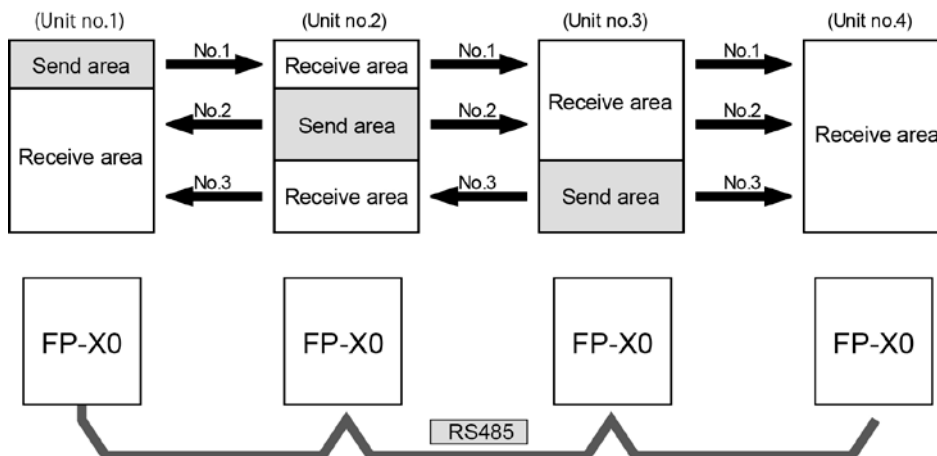 (Unit no.1) (Unit no.2) (Unit no.3) (Unit no.4)
Send area No.1 Receive area No.1 Receive area No.1 Receive area
Receive area No.2 Send area No.2 No.2
No.3 Receive area No.3 Send area No.3
FP-X0 FP-X0 FP-X0 FP-X0
RS485